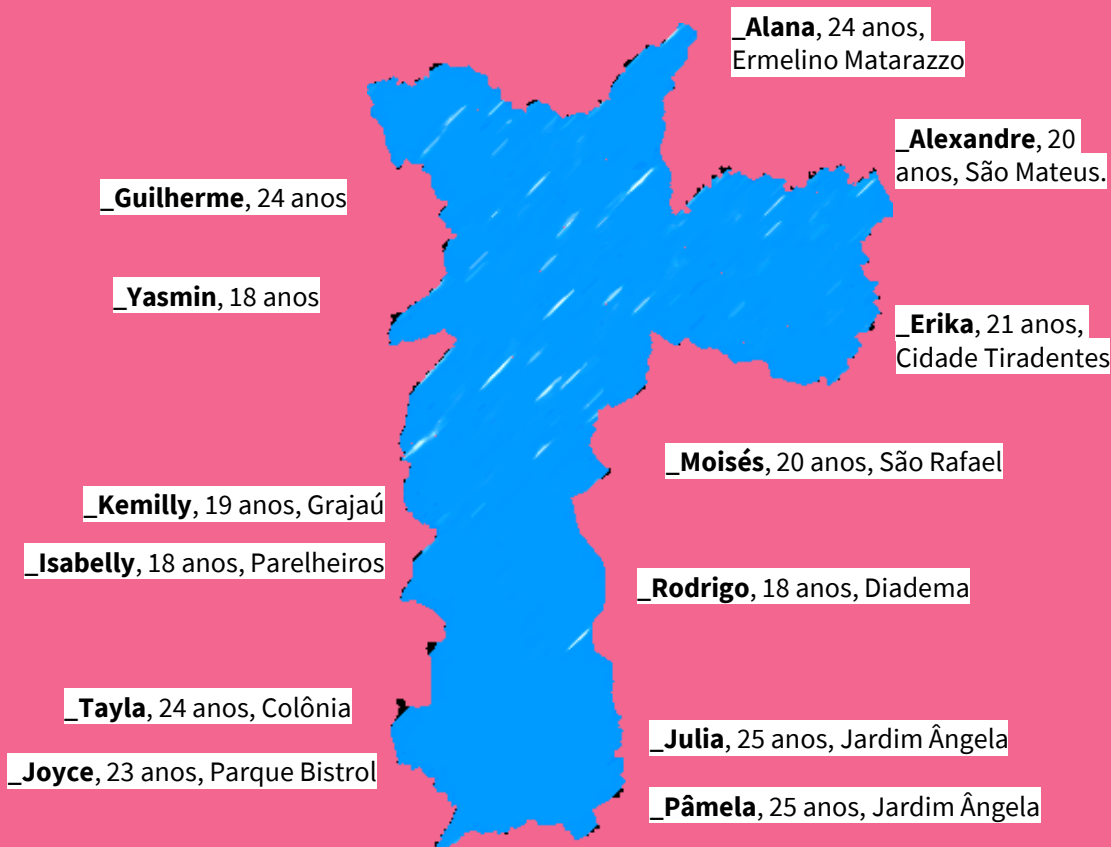 _Alana, 24 anos,
Ermelino Matarazzo
_Alexandre, 20
anos, São Mateus.
_Guilherme, 24 anos
_Yasmin, 18 anos
_Erika, 21 anos,
Cidade Tiradentes
_Moisés, 20 anos, São Rafael
_Kemilly, 19 anos, Grajaú
_Isabelly, 18 anos, Parelheiros
_Rodrigo, 18 anos, Diadema
_Tayla, 24 anos, Colônia
_Julia, 25 anos, Jardim Ângela
_Joyce, 23 anos, Parque Bistrol
_Pâmela, 25 anos, Jardim Ângela